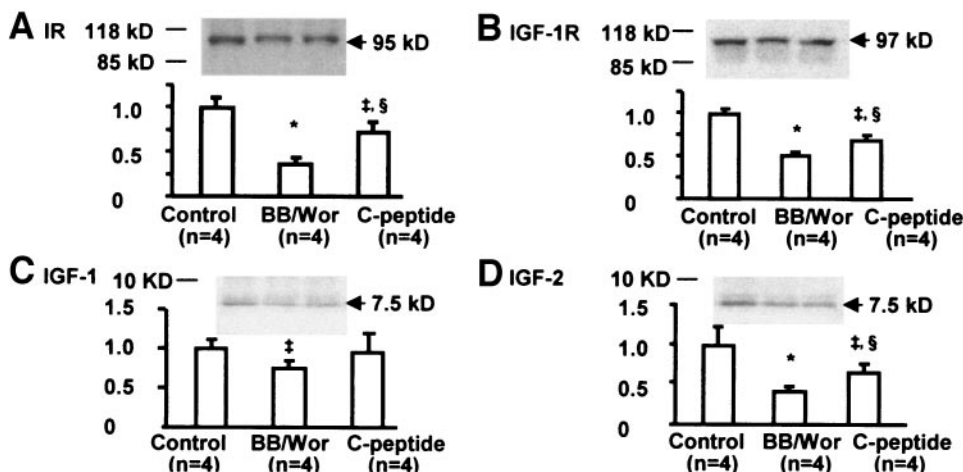 A IR
118 kD
85 kD
95 kD
1.0
0.5
0
*
‡, §
Control BB/Wor C-peptide
(n=4) (n=4) (n=4)
B IGF-1R
118 kD
85 kD
97 kD
1.0
0.5
0
*
‡, §
Control BB/Wor C-peptide
(n=4) (n=4) (n=4)
C IGF-1
10 KD
7.5 kD
1.5
1.0
0.5
0
‡
Control BB/Wor C-peptide
(n=4) (n=4) (n=4)
D IGF-2
10 KD
7.5 kD
1.5
1.0
0.5
0
*
‡, §
Control BB/Wor C-peptide
(n=4) (n=4) (n=4)